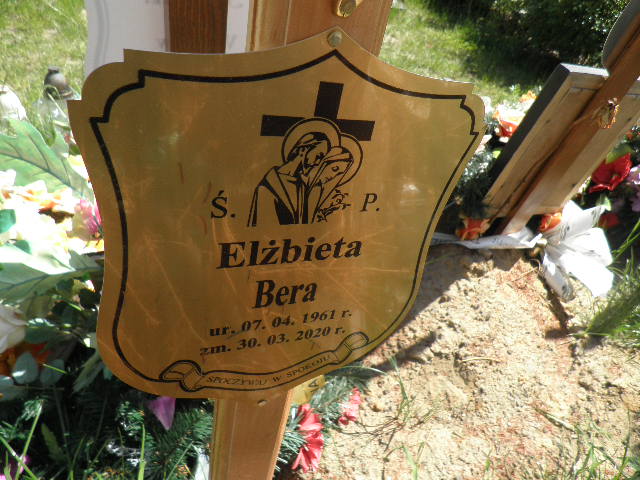 Ś. P.
Elżbieta
Bera
ur. 07. 04. 1961 r.
zm. 30. 03. 2020 r.
SPOCZYWAJ W SPOKOJU